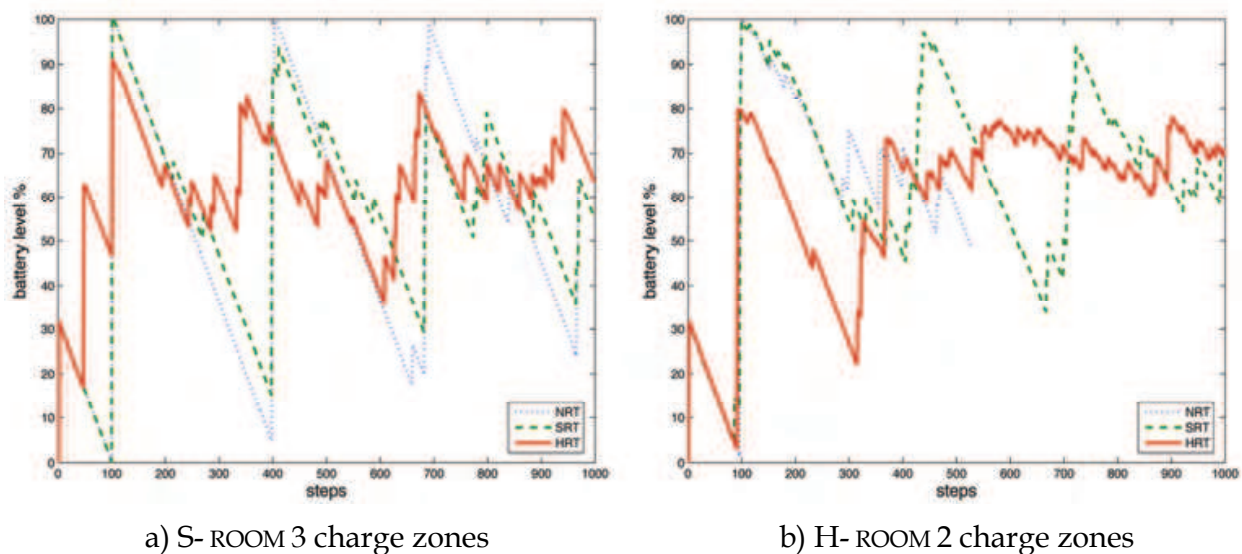 100
90
80
70
60
50
40
30
20
10
0
battery level %
0 100 200 300 400 500 600 700 800 900 1000
steps
NRT
SRT
HRT
100
90
80
70
60
50
40
30
20
10
0
battery level %
0 100 200 300 400 500 600 700 800 900 1000
steps
NRT
SRT
HRT
a) S- ROOM 3 charge zones
b) H- ROOM 2 charge zones